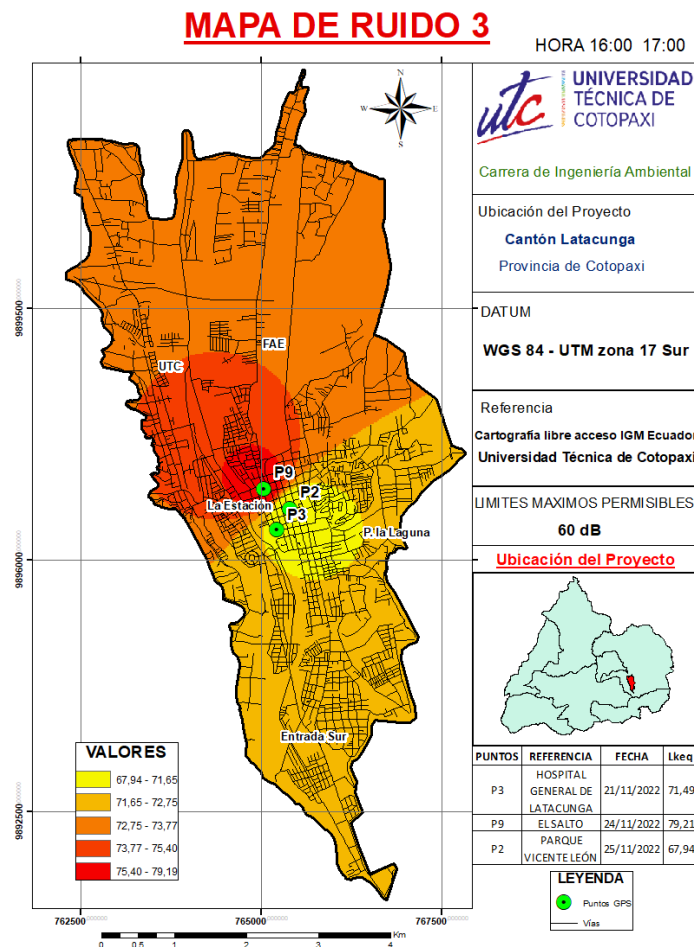 MAPA DE RUIDO 3
HORA 16:00 17:00
N
W
E
S
utc
UNIVERSIDAD
TÉCNICA DE
COTOPAXI
Carrera de Ingeniería Ambiental
Ubicación del Proyecto
Cantón Latacunga
Provincia de Cotopaxi
DATUM
WGS 84 - UTM zona 17 Sur
Referencia
Cartografía libre acceso IGM Ecuador
Universidad Técnica de Cotopaxi
LIMITES MAXIMOS PERMISIBLES
60 dB
Ubicación del Proyecto
PUNTOS REFERENCIA FECHA Lkeq
P3 HOSPITAL GENERAL DE LATACUNGA 21/11/2022 71,49
P9 EL SALTO 24/11/2022 79,21
P2 PARQUE VICENTE LEÓN 25/11/2022 67,94
LEYENDA
Puntos GPS
Vías
FAE
UTC
P9
P2
La Estación
P3
P. la Laguna
Entrada Sur
VALORES
67,94 - 71,65
71,65 - 72,75
72,75 - 73,77
73,77 - 75,40
75,40 - 79,19
9899500
9896000
9892500
762500
765000
767500
0 0,5 1 2 3 4
Km